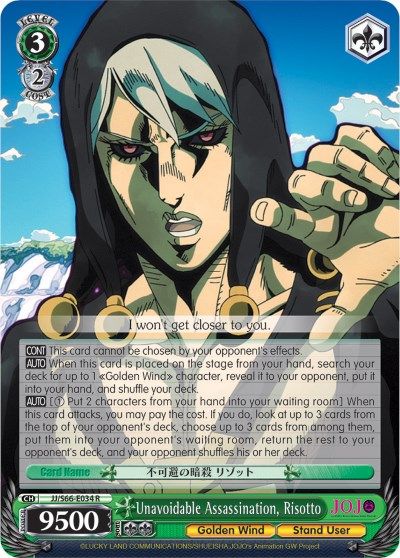 LEVEL
3
2
COST
I won't get closer to you.
CONT This card cannot be chosen by your opponent's effects.
AUTO When this card is placed on the stage from your hand, search your
deck for up to 1 <Golden Wind> character, reveal it to your opponent, put it
into your hand, and shuffle your deck.
AUTO [① Put 2 characters from your hand into your waiting room] When
this card attacks, you may pay the cost. If you do, look at up to 3 cards from
the top of your opponent's deck, choose up to 3 cards from among them,
put them into your opponent's waiting room, return the rest to your
opponent's deck, and your opponent shuffles his or her deck.
Card Name 不可避の暗殺 リゾット
CH JJ/S66-E034 R
9500
Unavoidable Assassination, Risotto
JOJO
Golden Wind Stand User
©LUCKY LAND COMMUNICATIONS/SHUEISHA,JOJO's Animation GW Project